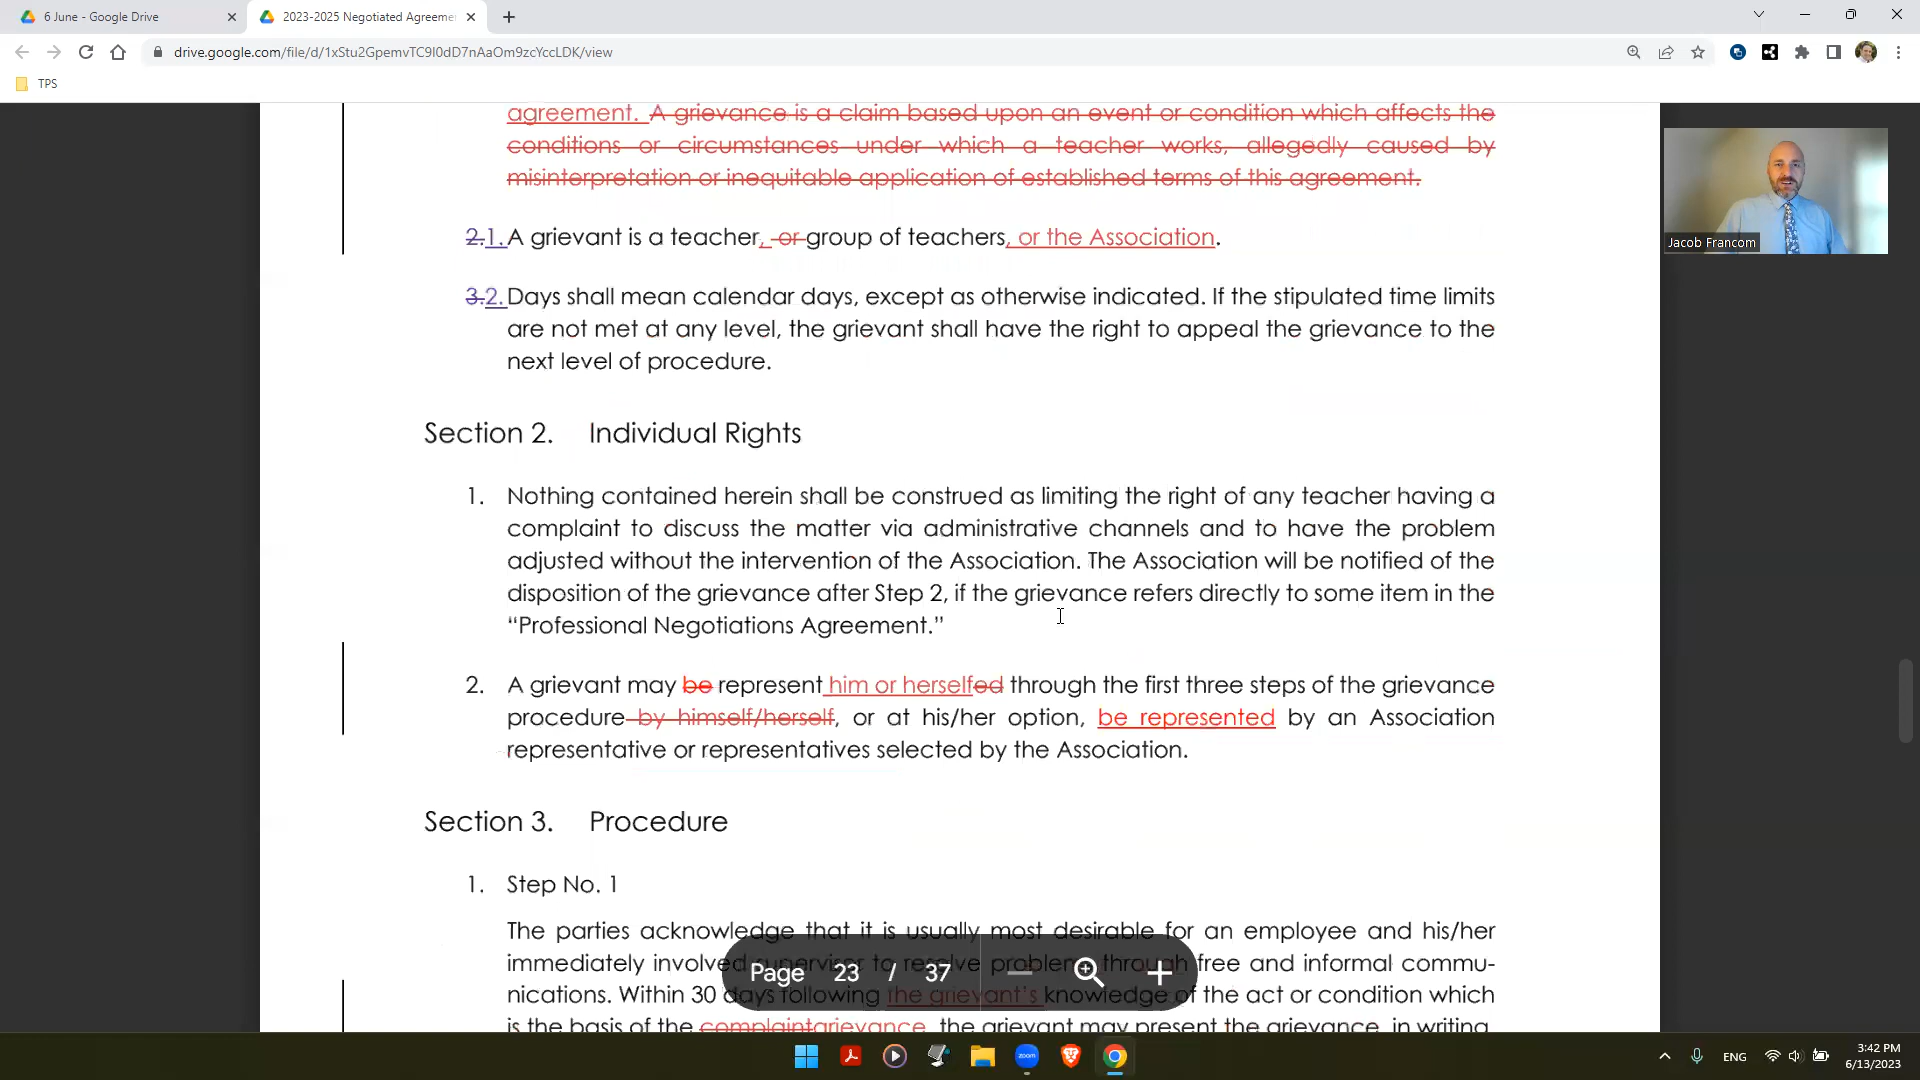 6 June - Google Drive
2023-2025 Negotiated Agreeme
drive.google.com/file/d/1xStu2GpemvTC9I0dD7nAaOm9zcYccLDK/view
TPS
agreement. A grievance is a claim based upon an event or condition which affects the
conditions or circumstances under which a teacher works, allegedly caused by
misinterpretation or inequitable application of established terms of this agreement.
2.1. A grievant is a teacher, or group of teachers, or the Association.
3.2. Days shall mean calendar days, except as otherwise indicated. If the stipulated time limits
are not met at any level, the grievant shall have the right to appeal the grievance to the
next level of procedure.
Section 2. Individual Rights
1. Nothing contained herein shall be construed as limiting the right of any teacher having a
complaint to discuss the matter via administrative channels and to have the problem
adjusted without the intervention of the Association. The Association will be notified of the
disposition of the grievance after Step 2, if the grievance refers directly to some item in the
“Professional Negotiations Agreement.”
2. A grievant may be represent him or herselfed through the first three steps of the grievance
procedure by himself/herself, or at his/her option, be represented by an Association
representative or representatives selected by the Association.
Section 3. Procedure
1. Step No. 1
The parties acknowledge that it is usually most desirable for an employee and his/her
immediately involved supervisor to resolve problems through free and informal commu-
nications. Within 30 days following the grievant’s knowledge of the act or condition which
is the basis of the complaintgrievance, the grievant may present the grievance, in writing,
Page 23 / 37
Jacob Francom
zoom
ENG
3:42 PM
6/13/2023